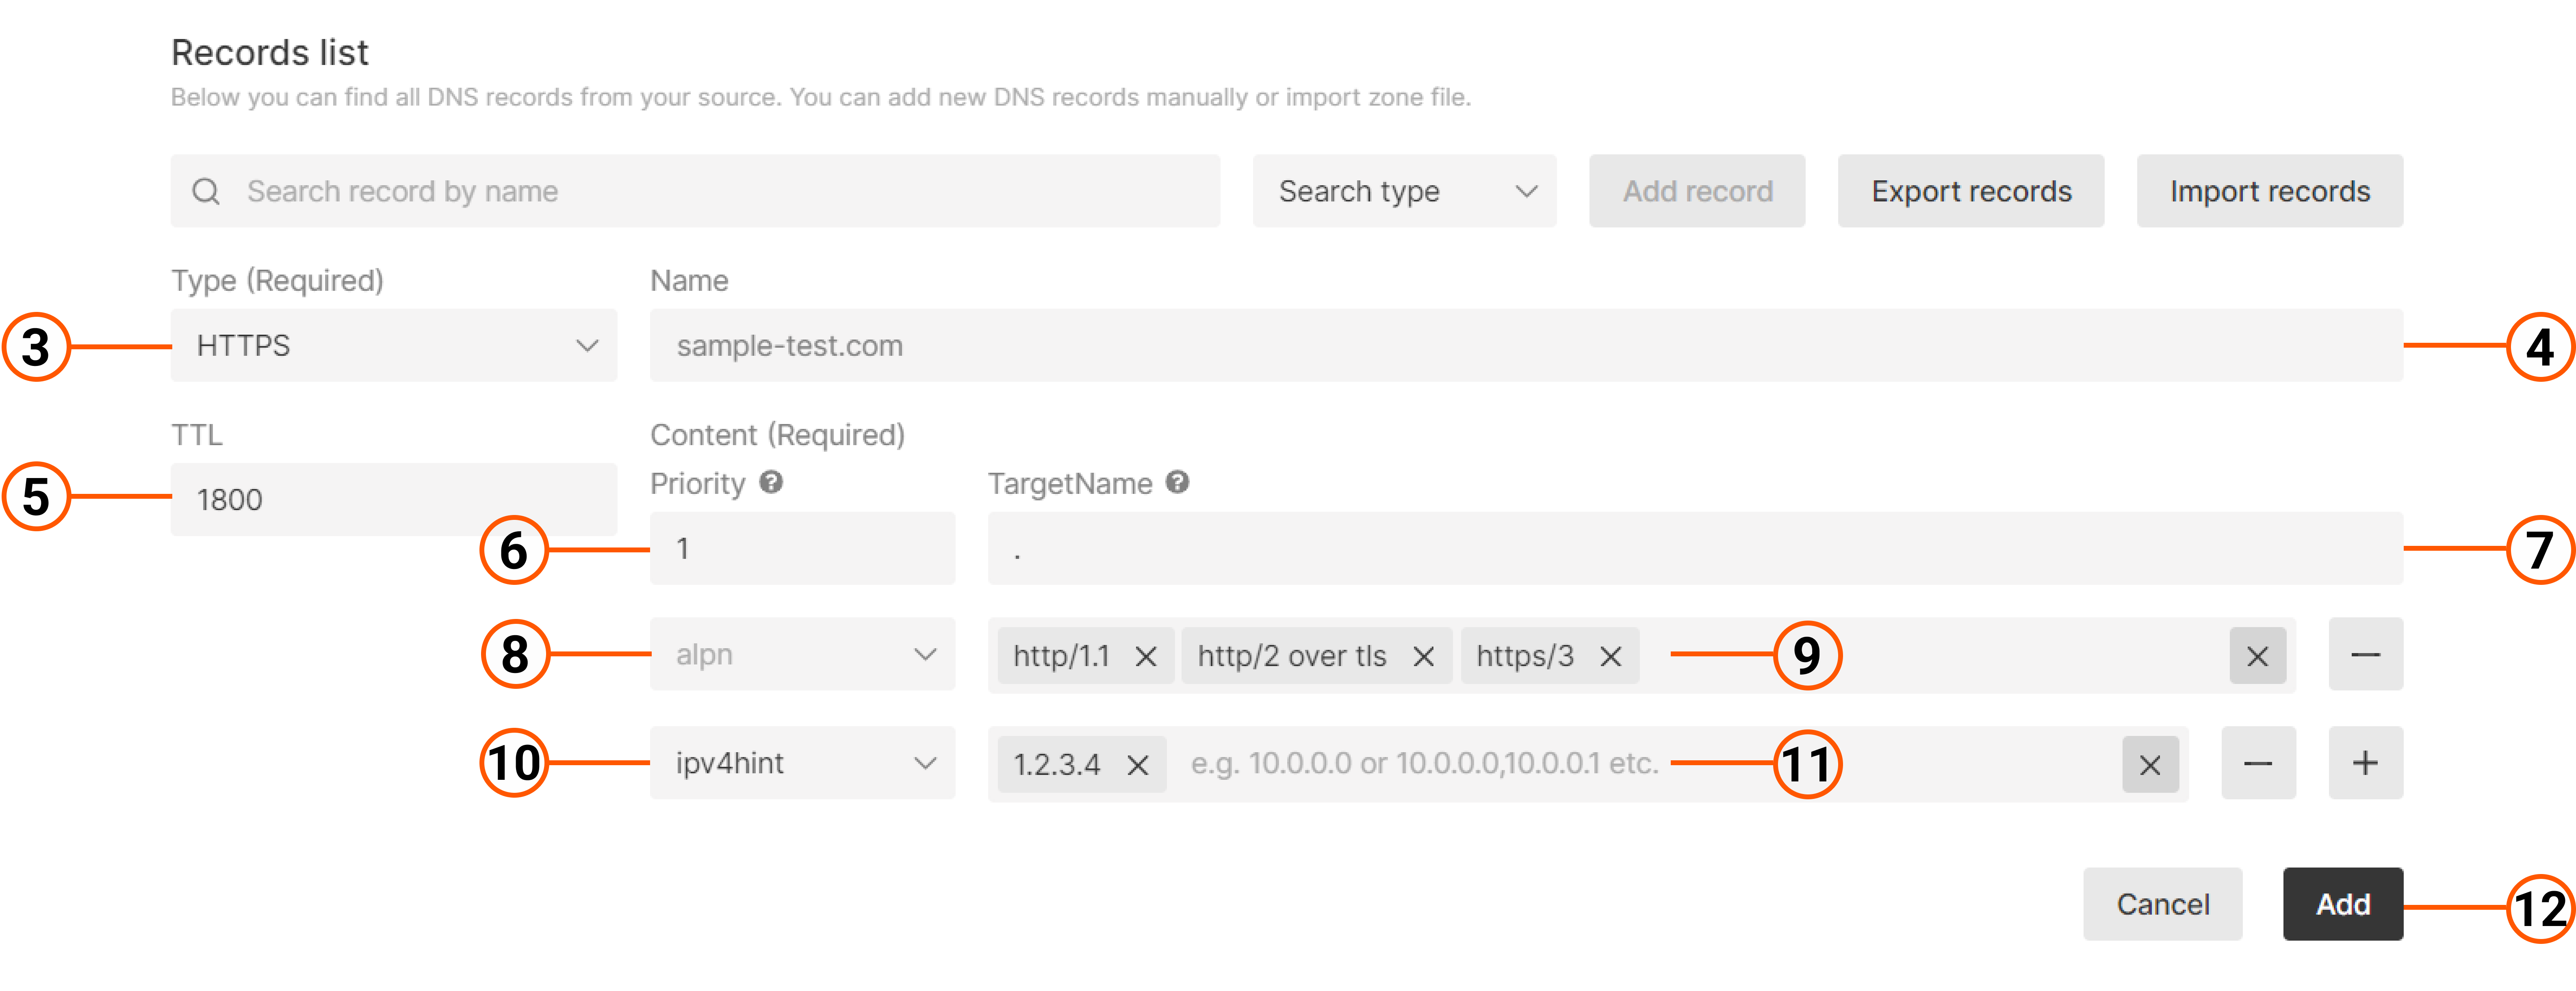 Records list
Below you can find all DNS records from your source. You can add new DNS records manually or import zone file.
Search record by name
Search type
Add record
Export records
Import records
Type (Required)
Name
3
HTTPS
sample-test.com
4
TTL
Content (Required)
Priority
TargetName
5
1800
6
1
.
7
8
alpn
http/1.1
http/2 over tls
https/3
9
10
ipv4hint
1.2.3.4
e.g. 10.0.0.0 or 10.0.0.0,10.0.0.1 etc.
11
Cancel
Add
12